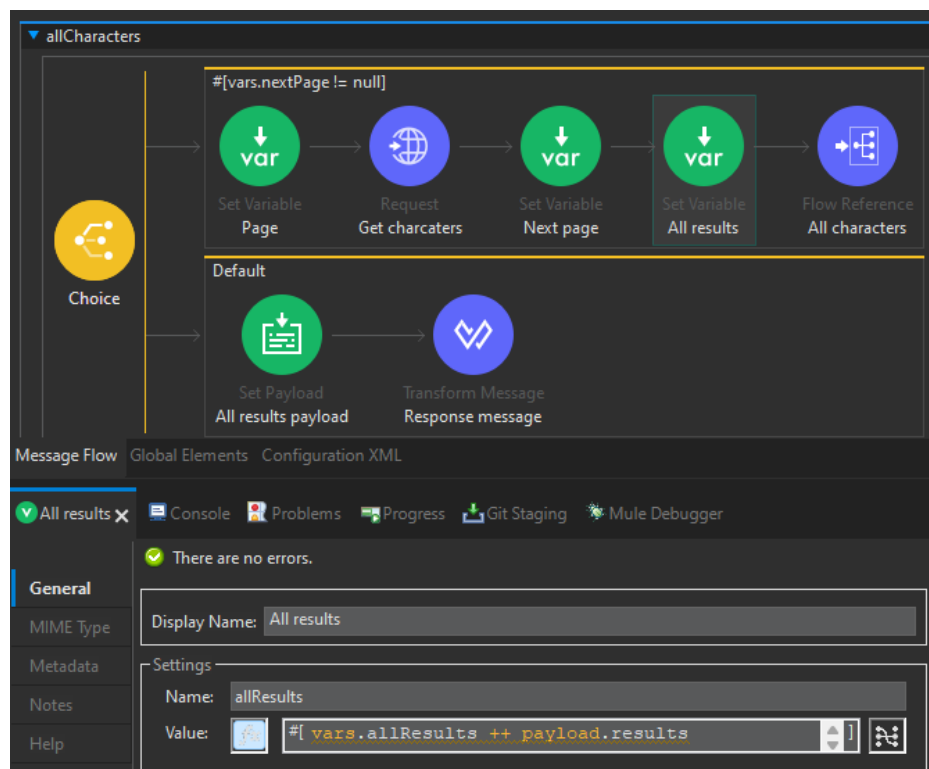 allCharacters
#[vars.nextPage != null]
var
var
var
Set Variable
Request
Set Variable
Set Variable
Flow Reference
Page
Get charcaters
Next page
All results
All characters
Choice
Default
Set Payload
Transform Message
All results payload
Response message
Message Flow Global Elements Configuration XML
All results Console Problems Progress Git Staging Mule Debugger
There are no errors.
General
MIME Type
Metadata
Notes
Help
Display Name: All results
Settings
Name: allResults
Value: #[ vars.allResults ++ payload.results ]